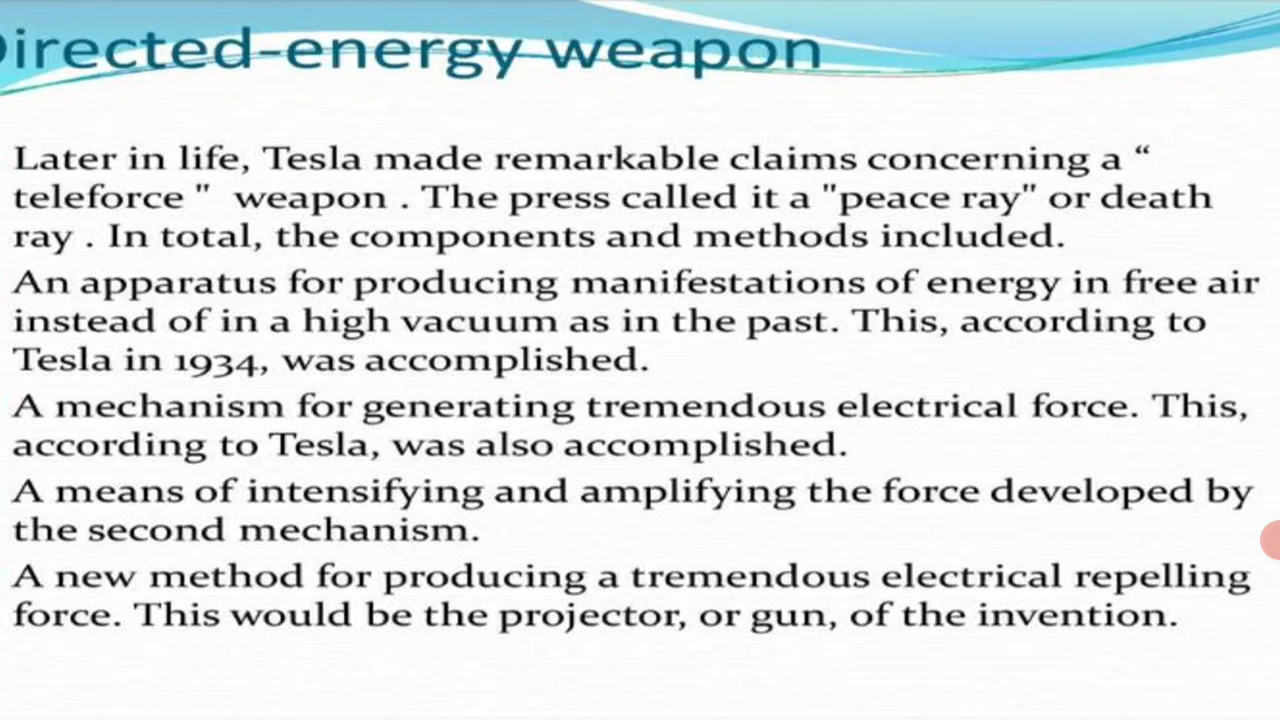 Directed-energy weapon
Later in life, Tesla made remarkable claims concerning a “
teleforce " weapon . The press called it a "peace ray" or death
ray . In total, the components and methods included.
An apparatus for producing manifestations of energy in free air
instead of in a high vacuum as in the past. This, according to
Tesla in 1934, was accomplished.
A mechanism for generating tremendous electrical force. This,
according to Tesla, was also accomplished.
A means of intensifying and amplifying the force developed by
the second mechanism.
A new method for producing a tremendous electrical repelling
force. This would be the projector, or gun, of the invention.